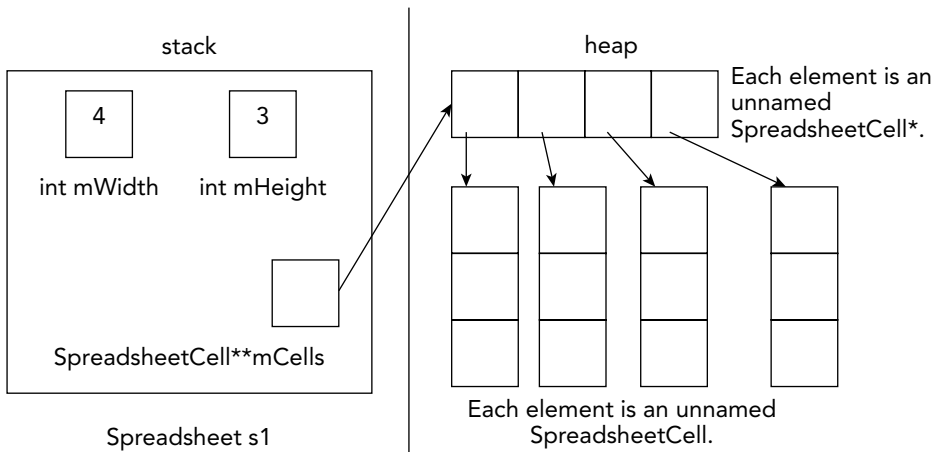 stack
4
3
int mWidth
int mHeight
SpreadsheetCell**mCells
Spreadsheet s1
heap
Each element is an
unnamed
SpreadsheetCell*.
Each element is an unnamed
SpreadsheetCell.